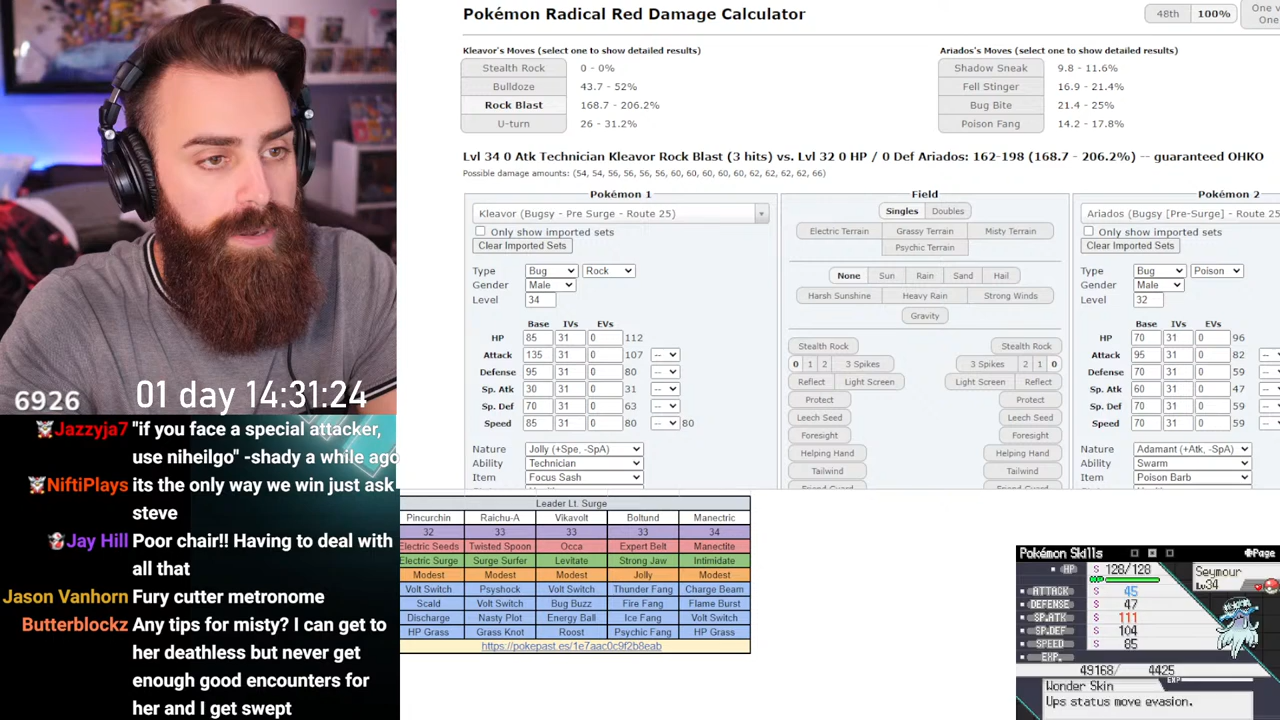 Pokémon Radical Red Damage Calculator
48th 100% One v
One
Kleavor's Moves (select one to show detailed results)
Stealth Rock 0 - 0%
Bulldoze 43.7 - 52%
Rock Blast 168.7 - 206.2%
U-turn 26 - 31.2%
Ariados's Moves (select one to show detailed results)
Shadow Sneak 9.8 - 11.6%
Fell Stinger 16.9 - 21.4%
Bug Bite 21.4 - 25%
Poison Fang 14.2 - 17.8%
Lvl 34 0 Atk Technician Kleavor Rock Blast (3 hits) vs. Lvl 32 0 HP / 0 Def Ariados: 162-198 (168.7 - 206.2%) -- guaranteed OHKO
Possible damage amounts: (54, 54, 56, 56, 56, 56, 60, 60, 60, 60, 60, 62, 62, 62, 62, 66)
Pokémon 1
Kleavor (Bugsy - Pre Surge - Route 25)
Only show imported sets
Clear Imported Sets
Type Bug Rock
Gender Male
Level 34
Base IVs EVs
HP 85 31 0 112
Attack 135 31 0 107 --
Defense 95 31 0 80 --
Sp. Atk 30 31 0 31 --
Sp. Def 70 31 0 63 --
Speed 85 31 0 80 -- 80
Nature Jolly (+Spe, -SpA)
Ability Technician
Item Focus Sash
Field
Singles Doubles
Electric Terrain Grassy Terrain Misty Terrain
Psychic Terrain
None Sun Rain Sand Hail
Harsh Sunshine Heavy Rain Strong Winds
Gravity
Stealth Rock Stealth Rock
0 1 2 3 Spikes 3 Spikes 2 1 0
Reflect Light Screen Light Screen Reflect
Protect Protect
Leech Seed Leech Seed
Foresight Foresight
Helping Hand Helping Hand
Tailwind Tailwind
Friend Guard Friend Guard
Pokémon 2
Ariados (Bugsy [Pre-Surge] - Route 25
Only show imported sets
Clear Imported Sets
Type Bug Poison
Gender Male
Level 32
Base IVs EVs
HP 70 31 0 96
Attack 95 31 0 82
Defense 70 31 0 59
Sp. Atk 60 31 0 47
Sp. Def 70 31 0 59
Speed 70 31 0 59
Nature Adamant (+Atk, -SpA)
Ability Swarm
Item Poison Barb
6926 01 day 14:31:24
Jazzyja7 "if you face a special attacker,
use niheilgo" -shady a while ago
NiftiPlays its the only way we win just ask
steve
Jay Hill Poor chair!! Having to deal with
all that
Jason Vanhorn Fury cutter metronome
Butterblockz Any tips for misty? I can get to
her deathless but never get
enough good encounters for
her and I get swept
Leader Lt. Surge
Pincurchin Raichu-A Vikavolt Boltund Manectric
32 33 33 33 34
Electric Seeds Twisted Spoon Occa Expert Belt Manectite
Electric Surge Surge Surfer Levitate Strong Jaw Intimidate
Modest Modest Modest Jolly Modest
Volt Switch Psyshock Volt Switch Thunder Fang Charge Beam
Scald Volt Switch Bug Buzz Fire Fang Flame Burst
Discharge Nasty Plot Energy Ball Ice Fang Volt Switch
HP Grass Grass Knot Roost Psychic Fang HP Grass
https://pokepast.es/1e7aac0c9f2b8eab
Pokémon Skills Page
HP S 128/128
ATTACK S 45
DEFENSE S 47
SP.ATK S 111
SP.DEF S 104
SPEED S 85
EXP.
49168 4425
EXP
Seymour
Lv34
Wonder Skin
Ups status move evasion.